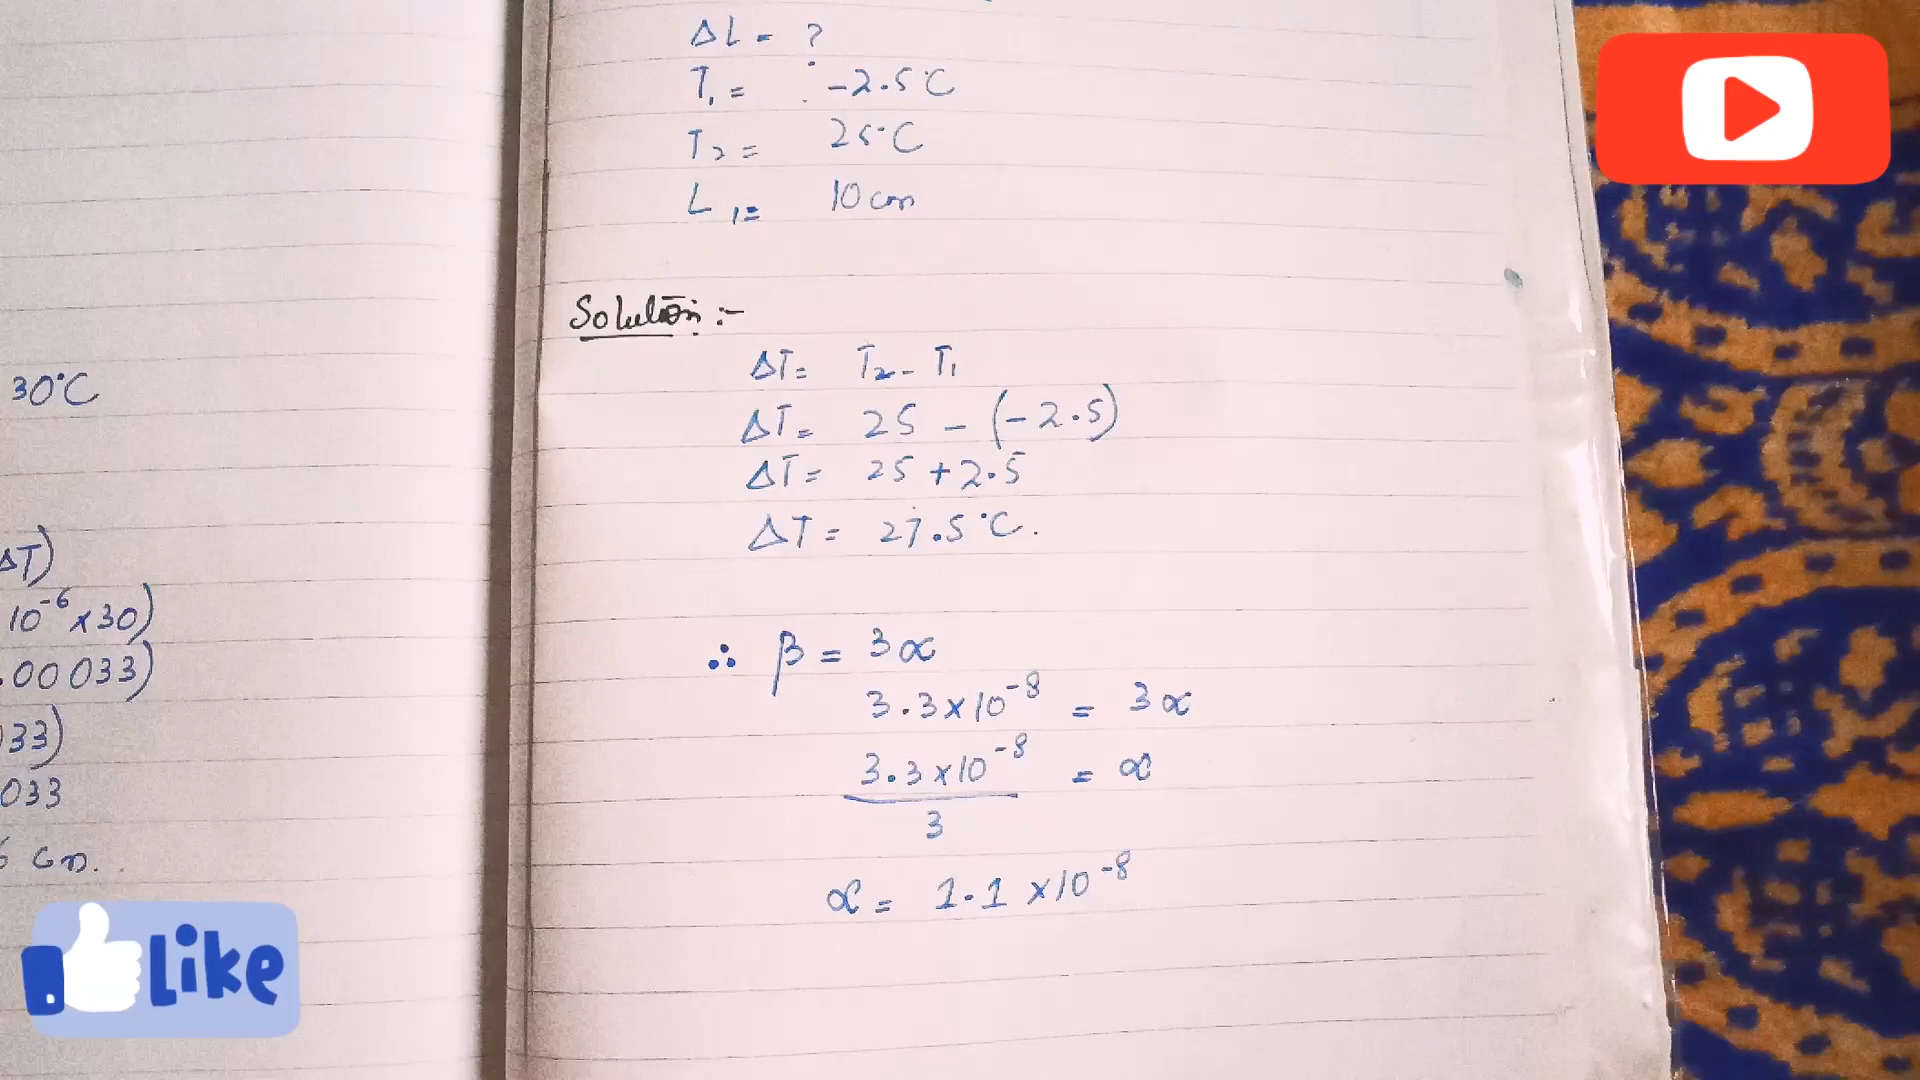 30°C
ΔT)
10⁻⁶ × 30)
.00033)
033)
033
6 cm.
ΔL = ?
T₁ = -2.5°C
T₂ = 25°C
L₁ = 10 cm
Solution :-
ΔT = T₂ - T₁
ΔT = 25 - (-2.5)
ΔT = 25 + 2.5
ΔT = 27.5°C.
∴ β = 3α
3.3×10⁻⁸ = 3α
3.3×10⁻⁸ = α
3
α = 1.1 ×10⁻⁸
Like